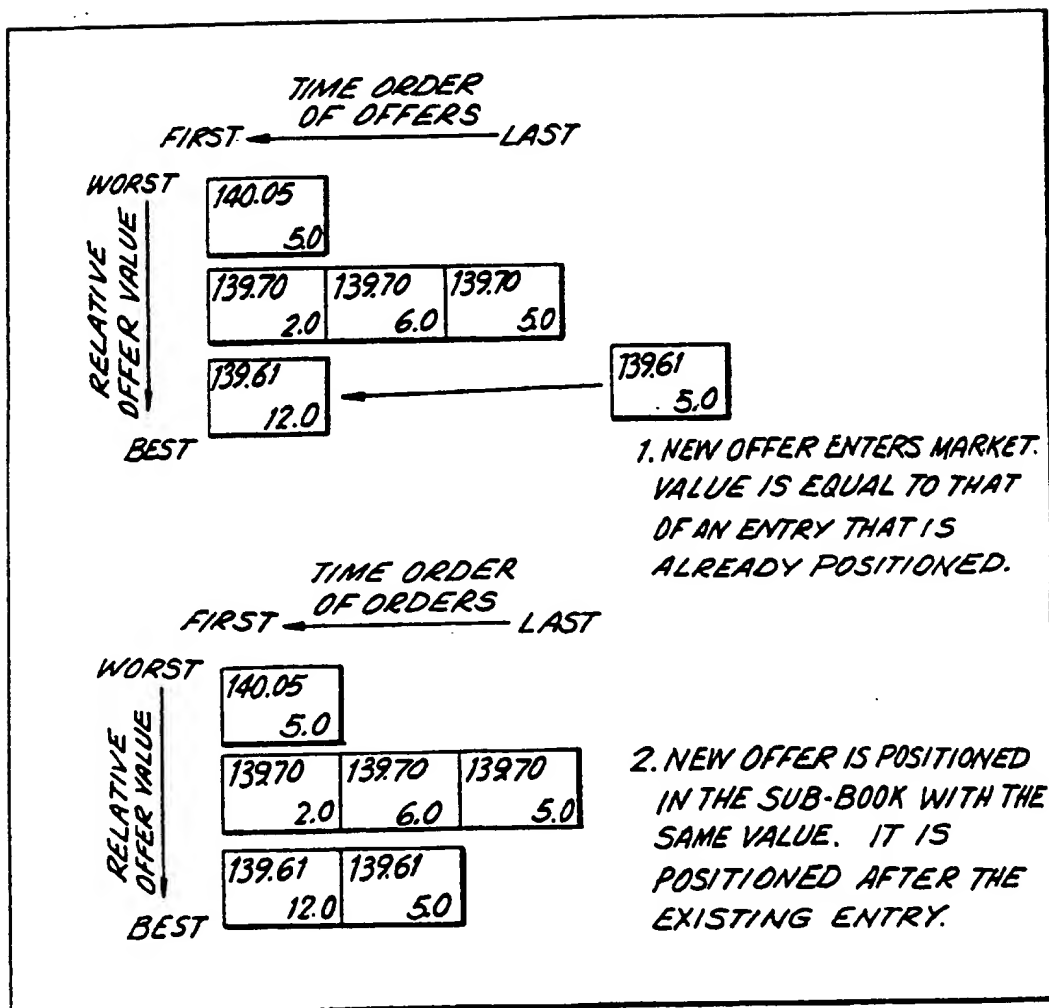 TIME ORDER
OF OFFERS
FIRST LAST
WORST
RELATIVE
OFFER VALUE
140.05
5.0
139.70 139.70 139.70
2.0 6.0 5.0
139.61 139.61
12.0 5.0
BEST
1. NEW OFFER ENTERS MARKET.
VALUE IS EQUAL TO THAT
OF AN ENTRY THAT IS
ALREADY POSITIONED.
TIME ORDER
OF ORDERS
FIRST LAST
WORST
RELATIVE
OFFER VALUE
140.05
5.0
139.70 139.70 139.70
2.0 6.0 5.0
139.61 139.61
12.0 5.0
BEST
2. NEW OFFER IS POSITIONED
IN THE SUB-BOOK WITH THE
SAME VALUE. IT IS
POSITIONED AFTER THE
EXISTING ENTRY.